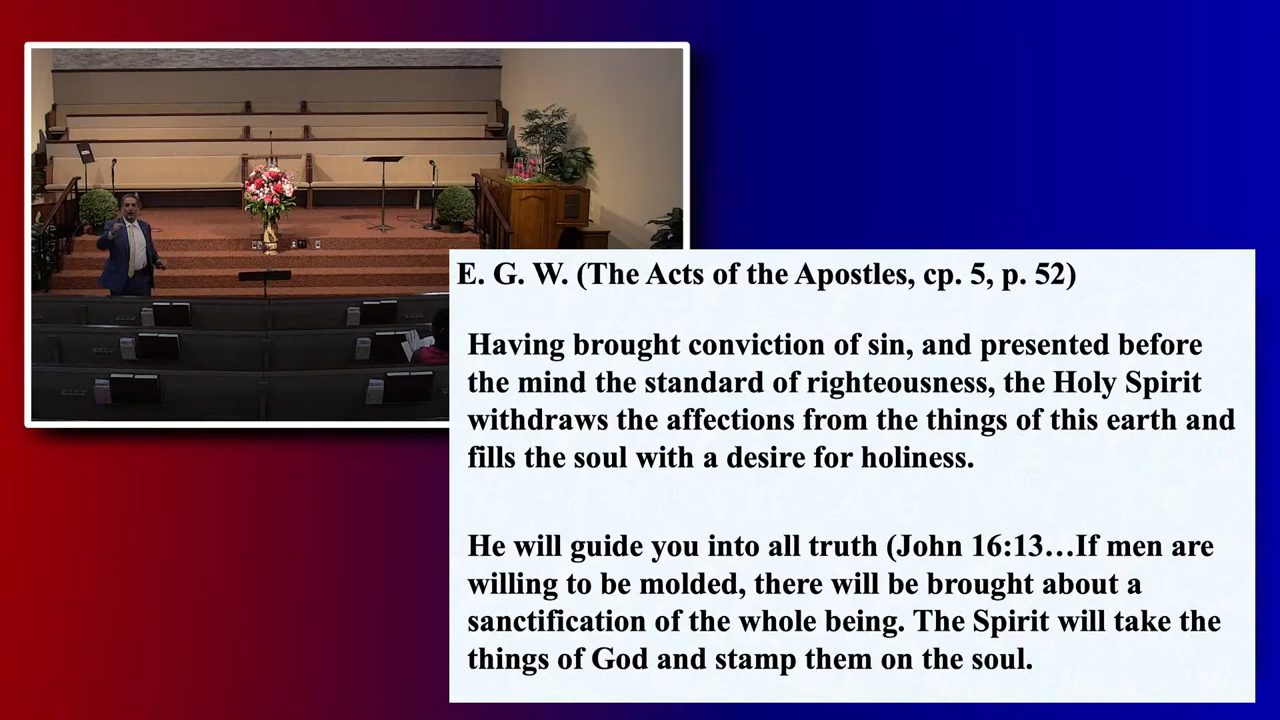 E. G. W. (The Acts of the Apostles, cp. 5, p. 52)
Having brought conviction of sin, and presented before
the mind the standard of righteousness, the Holy Spirit
withdraws the affections from the things of this earth and
fills the soul with a desire for holiness.
He will guide you into all truth (John 16:13…If men are
willing to be molded, there will be brought about a
sanctification of the whole being. The Spirit will take the
things of God and stamp them on the soul.